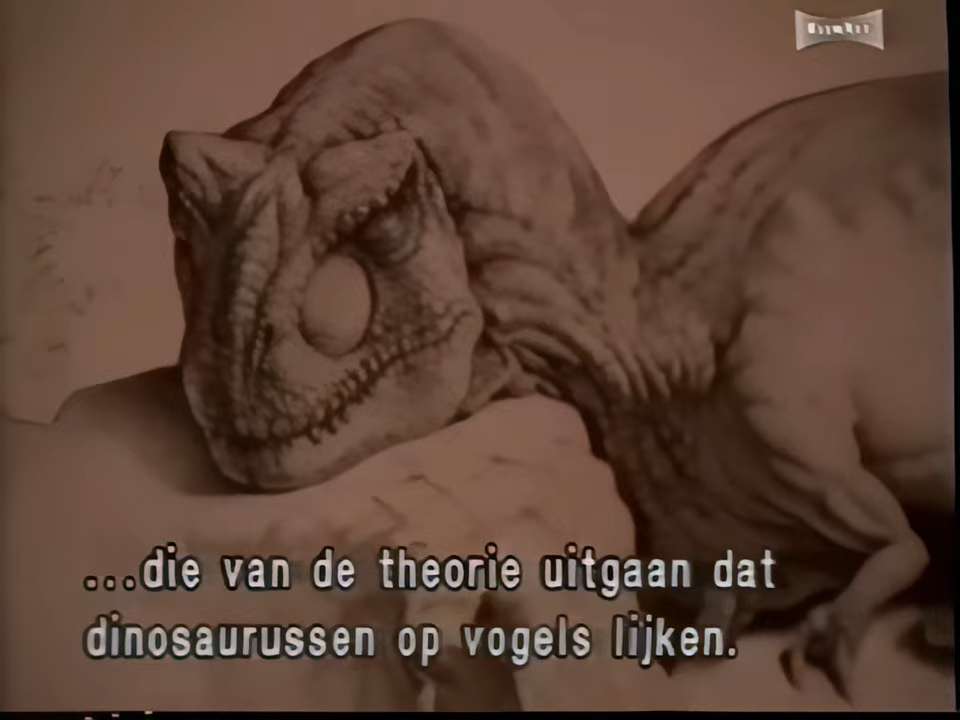 ...die van de theorie uitgaan dat
dinosaurussen op vogels lijken.